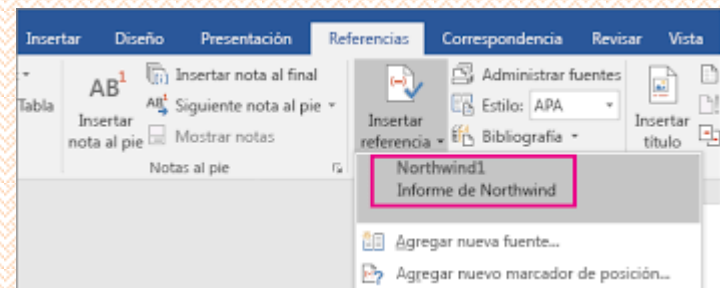 Insertar Diseño Presentación Referencias Correspondencia Revisar Vista
Tabla
AB1
Insertar nota al pie
Insertar nota al final
AB1 Siguiente nota al pie
Mostrar notas
Notas al pie
Insertar referencia
Administrar fuentes
Estilo: APA
Bibliografía
Insertar título
Northwind1
Informe de Northwind
Agregar nueva fuente...
Agregar nuevo marcador de posición...